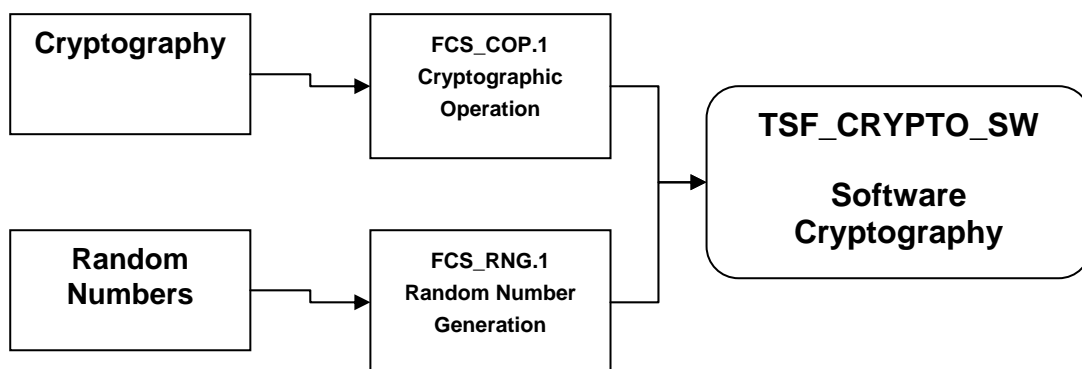 Cryptography
FCS_COP.1
Cryptographic
Operation
TSF_CRYPTO_SW
Software
Cryptography
Random
Numbers
FCS_RNG.1
Random Number
Generation